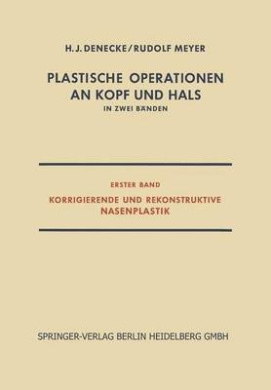 H. J. DENECKE/RUDOLF MEYER
PLASTISCHE OPERATIONEN
AN KOPF UND HALS
IN ZWEI BÄNDEN
ERSTER BAND
KORRIGIERENDE UND REKONSTRUKTIVE
NASENPLASTIK
SPRINGER-VERLAG BERLIN HEIDELBERG GMBH